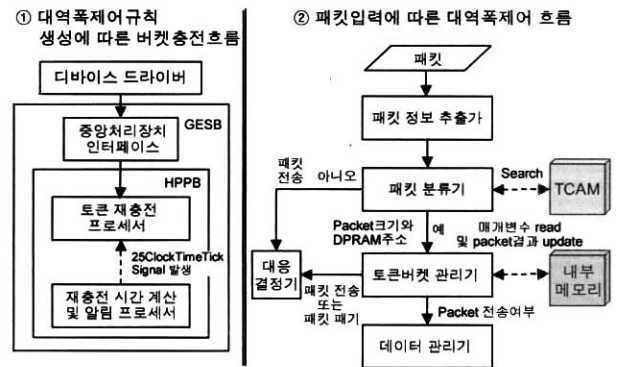 ① 대역폭제어규칙
생성에 따른 버켓충전흐름
디바이스 드라이버
GESB
중앙처리장치
인터페이스
HPPB
토큰 재충전
프로세서
25ClockTimeTick
Signal 발생
재충전 시간 계산
및 알림 프로세서
② 패킷입력에 따른 대역폭제어 흐름
패킷
패킷 정보 추출가
패킷
전송
아니오
패킷 분류기
Search
TCAM
Packet크기와
DPRAM주소
예
매개변수 read
및 packet결과 update
대응
결정기
토큰버켓 관리기
내부
메모리
패킷 전송
또는
패킷 패기
Packet 전송여부
데이터 관리기